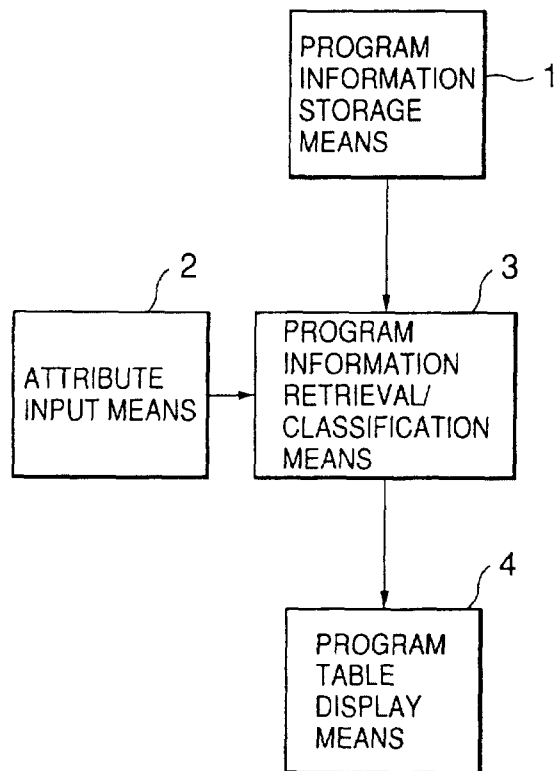 PROGRAM
INFORMATION
STORAGE
MEANS
1
2
ATTRIBUTE
INPUT MEANS
3
PROGRAM
INFORMATION
RETRIEVAL/
CLASSIFICATION
MEANS
4
PROGRAM
TABLE
DISPLAY
MEANS